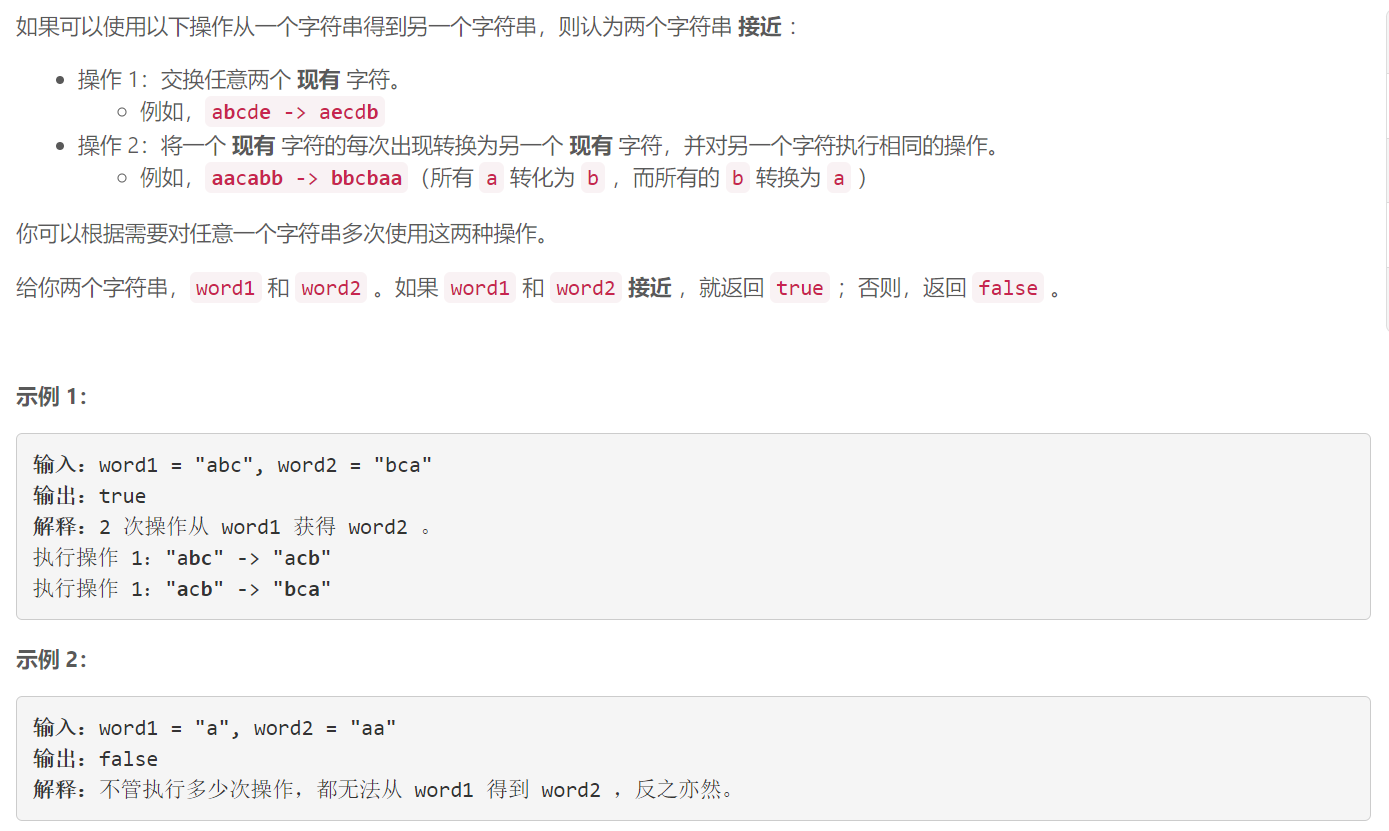 如果可以使用以下操作从一个字符串得到另一个字符串，则认为两个字符串 接近 ：
• 操作 1：交换任意两个 现有 字符。
○ 例如，abcde -> aecdb
• 操作 2：将一个 现有 字符的每次出现转换为另一个 现有 字符，并对另一个字符执行相同的操作。
○ 例如，aacabb -> bbcbaa（所有 a 转化为 b ，而所有的 b 转换为 a ）
你可以根据需要对任意一个字符串多次使用这两种操作。
给你两个字符串，word1 和 word2 。如果 word1 和 word2 接近 ，就返回 true ；否则，返回 false 。
示例 1：
输入：word1 = "abc", word2 = "bca"
输出：true
解释：2 次操作从 word1 获得 word2 。
执行操作 1："abc" -> "acb"
执行操作 1："acb" -> "bca"
示例 2：
输入：word1 = "a", word2 = "aa"
输出：false
解释：不管执行多少次操作，都无法从 word1 得到 word2 ，反之亦然。